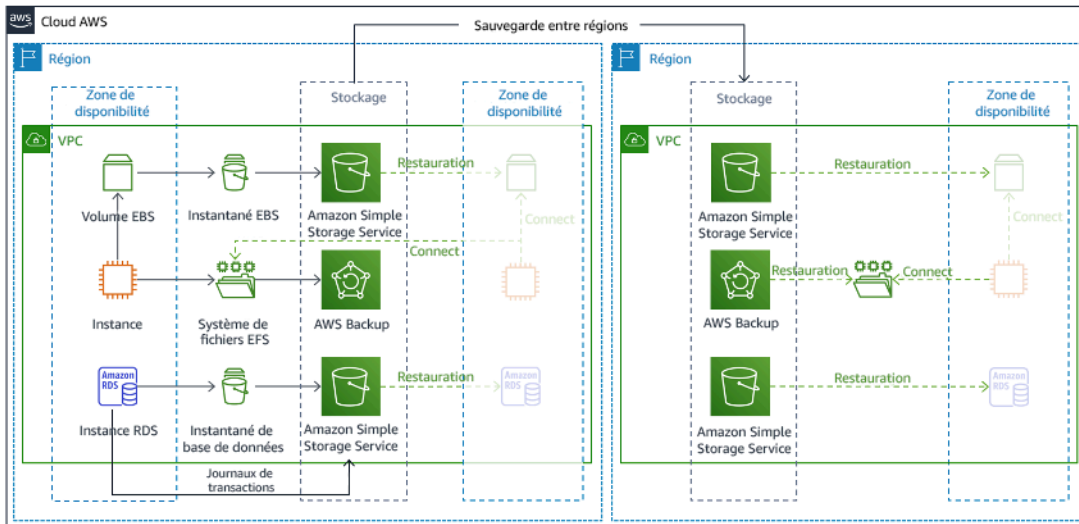 aws
Cloud AWS
Sauvegarde entre régions
Région
Zone de
disponibilité
Stockage
Zone de
disponibilité
VPC
Restauration
Volume EBS
Instantané EBS
Amazon Simple
Storage Service
Connect
Connect
Instance
Système de
fichiers EFS
AWS Backup
Amazon
RDS
Restauration
Amazon
RDS
Instance RDS
Instantané de
base de données
Amazon Simple
Storage Service
Journaux de
transactions
Région
Stockage
Zone de
disponibilité
VPC
Restauration
Amazon Simple
Storage Service
Connect
Restauration
Connect
AWS Backup
Restauration
Amazon
RDS
Amazon Simple
Storage Service